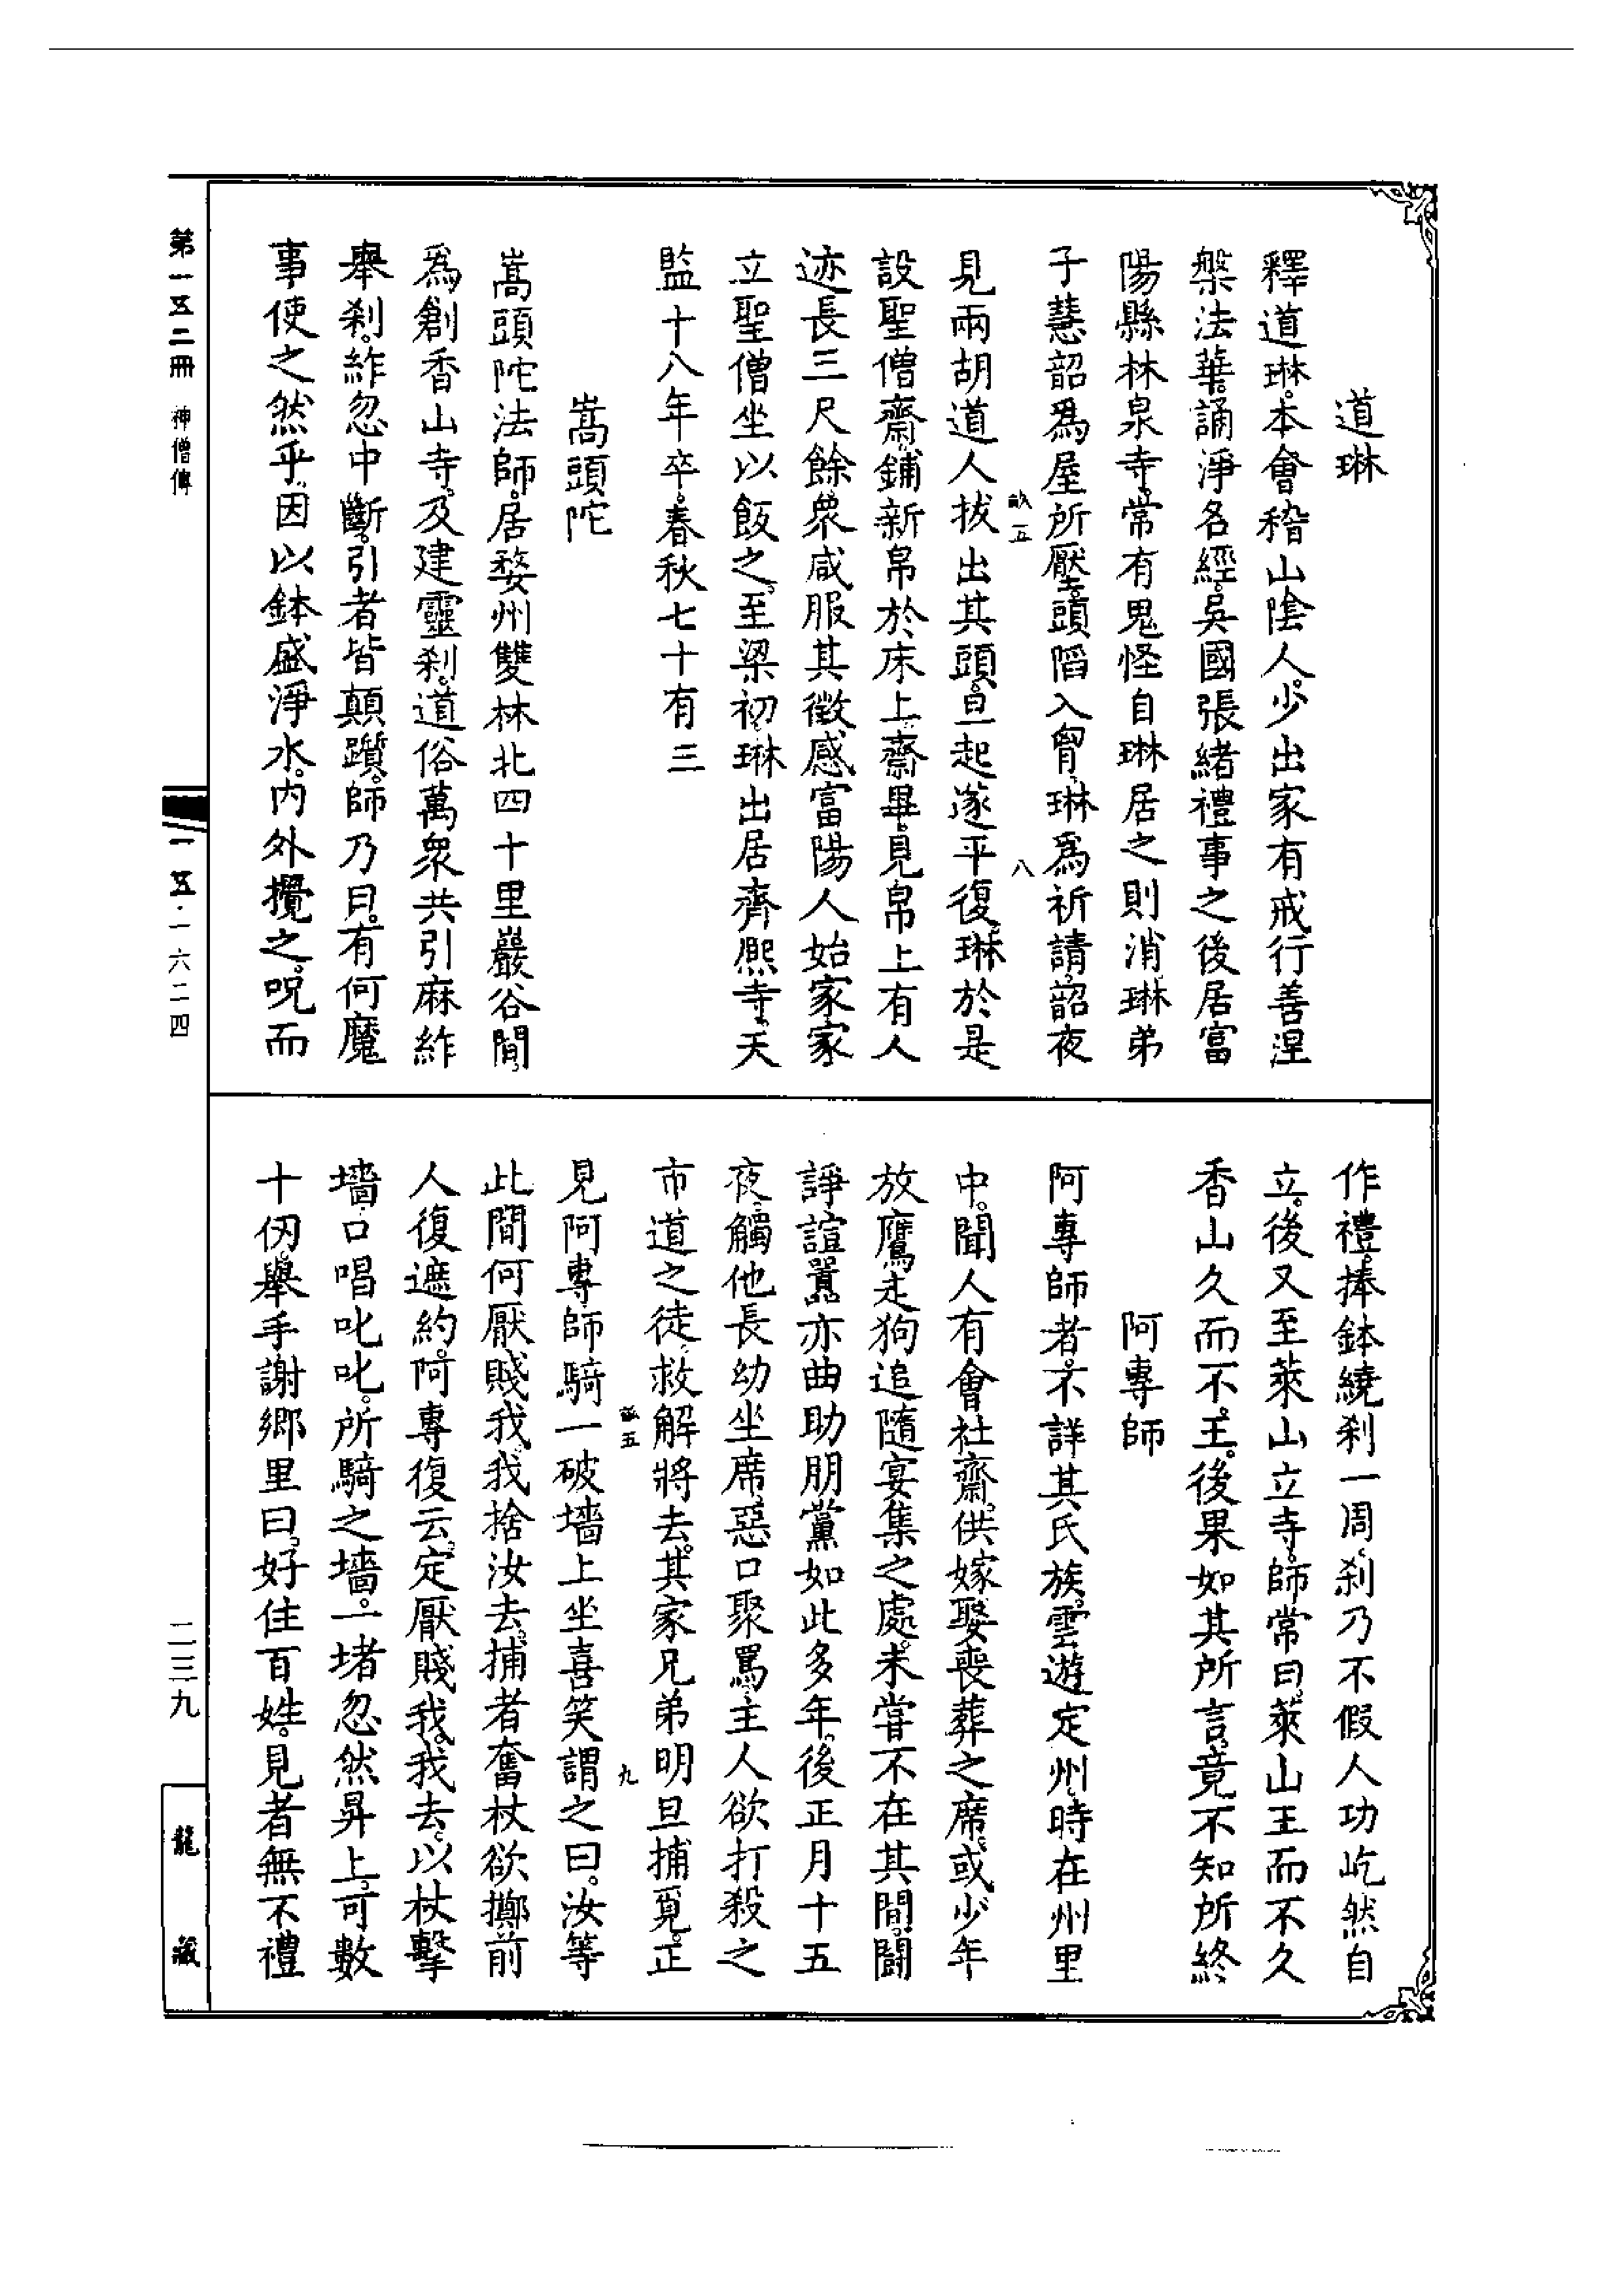 道琳
釋道琳。本會稽山陰人。少出家有戒行善涅
槃法華。誦淨名經。吳國張緒禮事之後居富
陽縣林泉寺。常有鬼怪自琳居之則消。琳弟
子慧韶為屋所壓。頭陷入胷。琳為祈請。韶夜
畝五 八
見兩胡道人拔出其頭。旦起遂平復。琳於是
設聖僧齋。鋪新帛於床上。齋畢。見帛上有人
迹長三尺餘。眾咸服其徵感富陽人始家家
立聖僧坐以飯之。至梁初。琳出居齊熙寺。天
監十八年卒。春秋七十有三
嵩頭陀
嵩頭陀法師。居婺州雙林北四十里巖谷間。
為創香山寺。及建靈剎。道俗萬眾共引麻絍
舉剎。絍忽中斷。引者皆顛躓。師乃曰。有何魔
事使之然乎。因以鉢盛淨水。內外攪之。呪而
作禮。捧鉢繞剎一周。剎乃不假人功屹然自
立。後又至萊山立寺。師常曰。萊山王而不久
香山久而不王。後果如其所言。竟不知所終
阿專師
阿專師者。不詳其氏族。雲遊定州。時在州里
中。聞人有會社齋。供嫁娶喪葬之席。或少年
放鷹走狗追隨宴集之處。未嘗不在其間。鬪
諍諠囂亦曲助朋黨如此多年。後正月十五
夜。觸他長幼坐席。惡口聚罵。主人欲打殺之
市道之徒。救解將去。其家兄弟明旦捕覓。正
畝五 九
見阿專師騎一破墻上坐喜笑謂之曰。汝等
此間何厭賤我。我捨汝去。捕者奮杖欲擲前
人復遮約。阿專復云。定厭賤我。我去。以杖擊
墻。口唱叱叱。所騎之墻。一堵忽然昇上。可數
十仞。舉手謝鄉里曰。好住百姓。見者無不禮
第一五二冊 神僧傳
一五·一六二四
二三九
龍藏